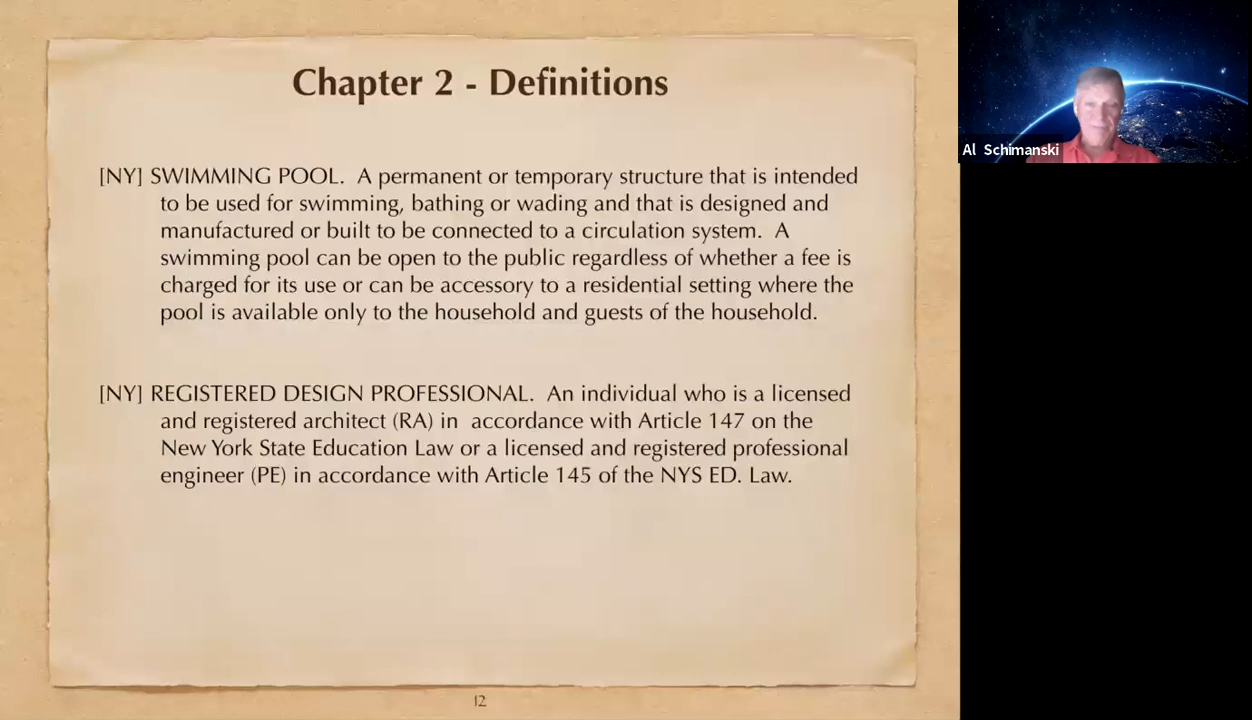 Chapter 2 - Definitions
[NY] SWIMMING POOL. A permanent or temporary structure that is intended
to be used for swimming, bathing or wading and that is designed and
manufactured or built to be connected to a circulation system. A
swimming pool can be open to the public regardless of whether a fee is
charged for its use or can be accessory to a residential setting where the
pool is available only to the household and guests of the household.
[NY] REGISTERED DESIGN PROFESSIONAL. An individual who is a licensed
and registered architect (RA) in accordance with Article 147 on the
New York State Education Law or a licensed and registered professional
engineer (PE) in accordance with Article 145 of the NYS ED. Law.
12
Al Schimanski